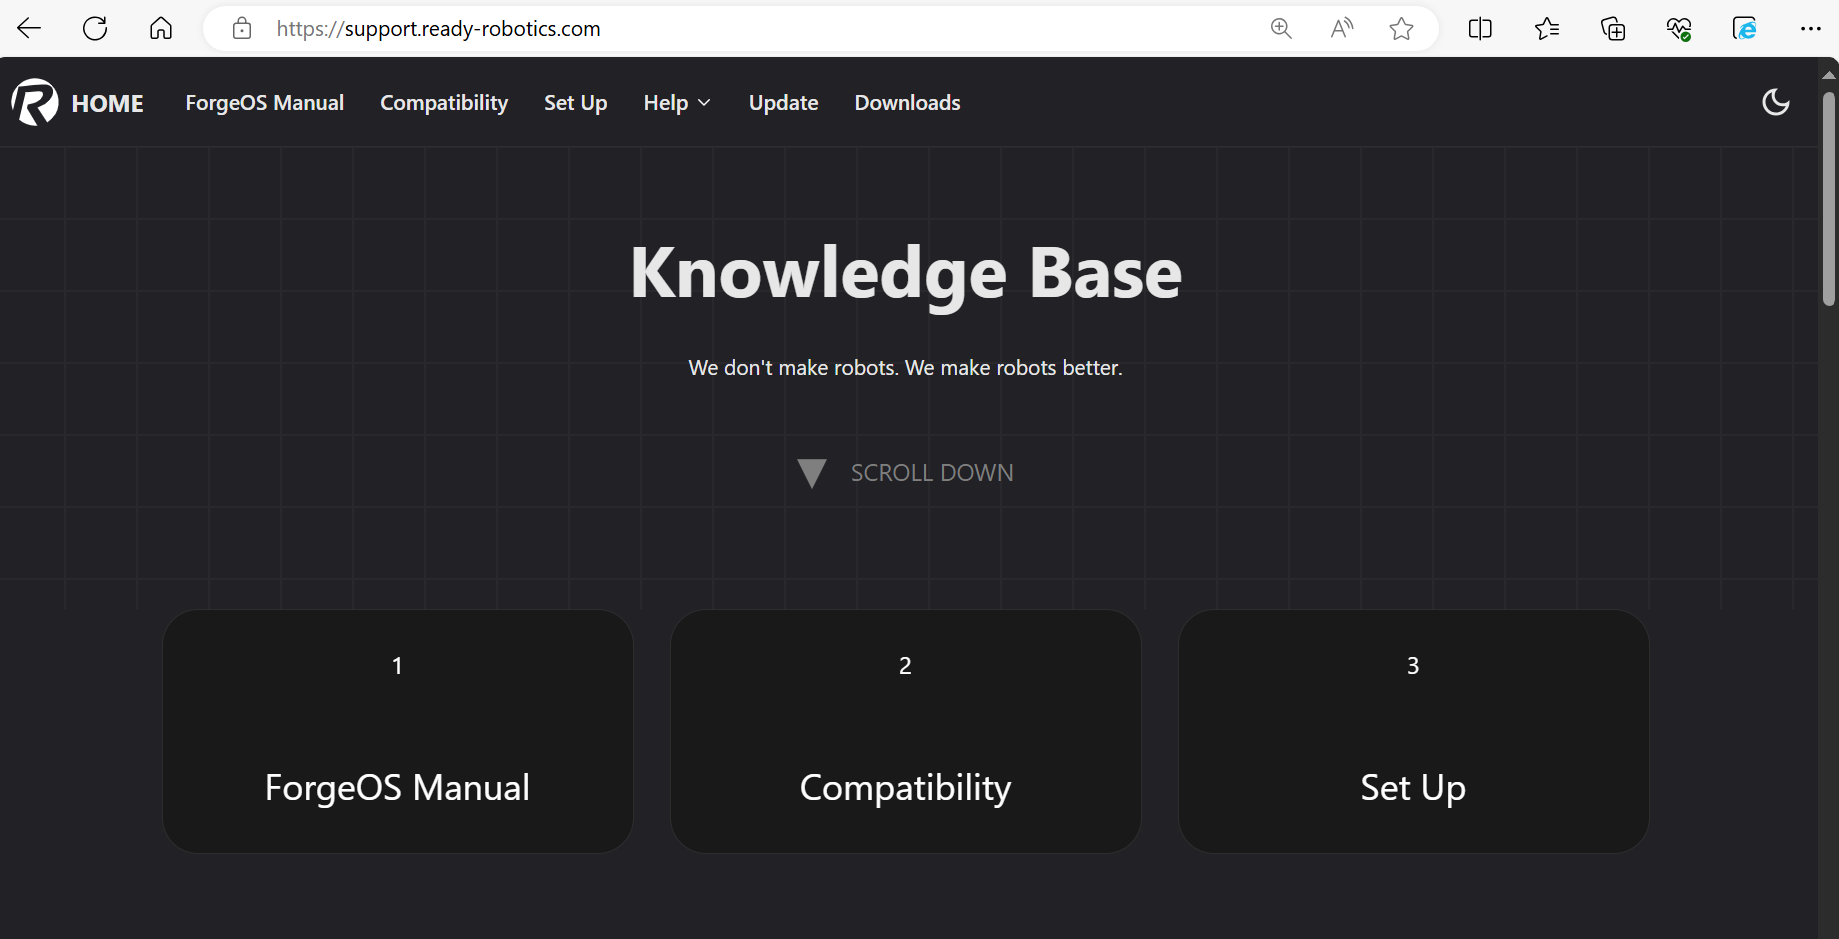 https://support.ready-robotics.com
HOME ForgeOS Manual Compatibility Set Up Help Update Downloads
Knowledge Base
We don't make robots. We make robots better.
SCROLL DOWN
1
ForgeOS Manual
2
Compatibility
3
Set Up